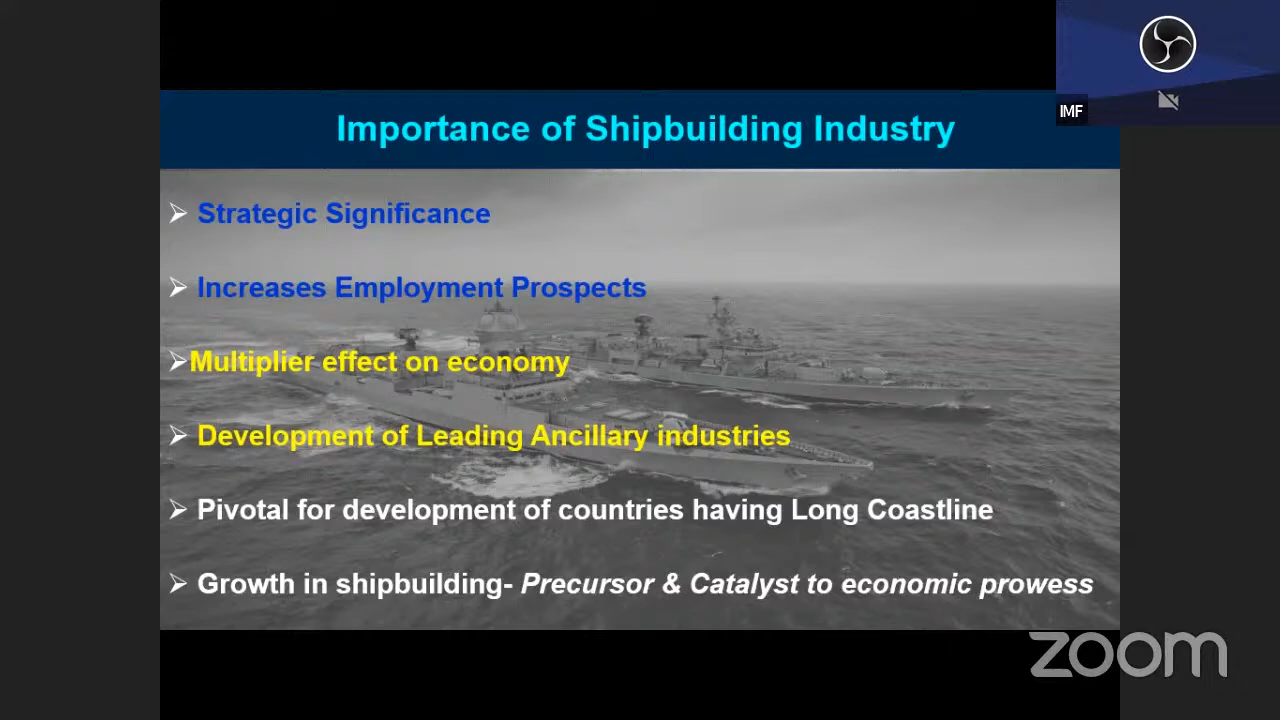 Importance of Shipbuilding Industry
IMF
Strategic Significance
Increases Employment Prospects
Multiplier effect on economy
Development of Leading Ancillary industries
Pivotal for development of countries having Long Coastline
Growth in shipbuilding- Precursor & Catalyst to economic prowess
zoom